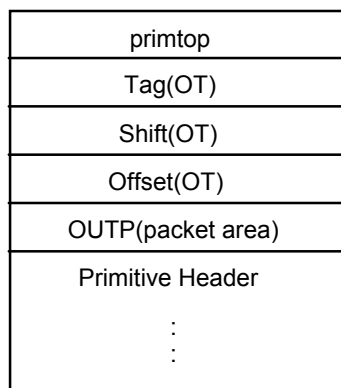 primtop
Tag(OT)
Shift(OT)
Offset(OT)
OUTP(packet area)
Primitive Header
:
: